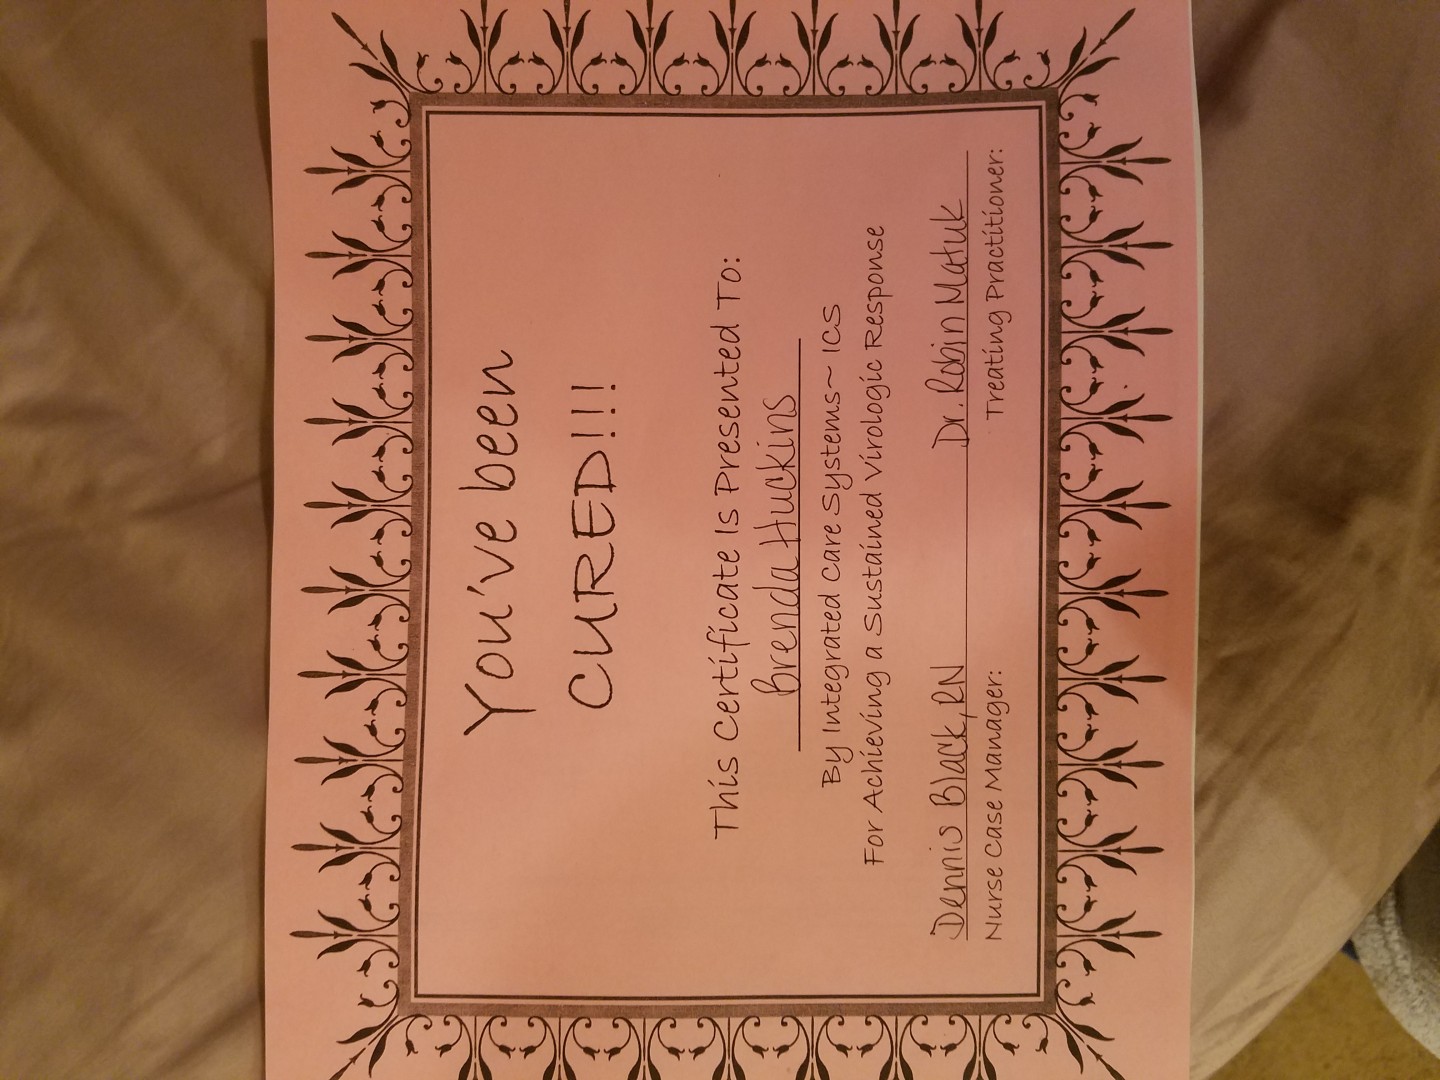 You've been
CURED!!!
This Certificate Is Presented To:
Brenda Huckins
By Integrated Care Systems~ ICS
For Achieving a Sustained Virologic Response
Dennis Black, RN Dr. Robin Matuk
Nurse Case Manager: Treating Practitioner: